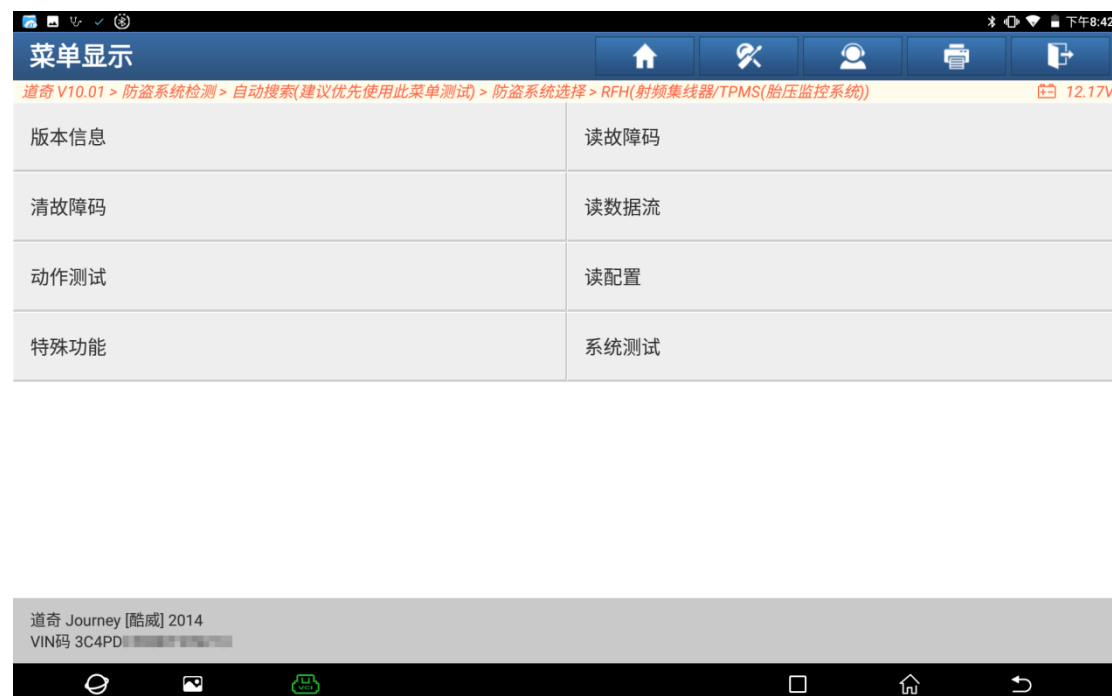 下午8:42
菜单显示
道奇 V10.01 > 防盗系统检测 > 自动搜索(建议优先使用此菜单测试) > 防盗系统选择 > RFH(射频集线器/TPMS(胎压监控系统)) 12.17V
版本信息 读故障码
清故障码 读数据流
动作测试 读配置
特殊功能 系统测试
道奇 Journey [酷威] 2014
VIN码 3C4PD
VCI